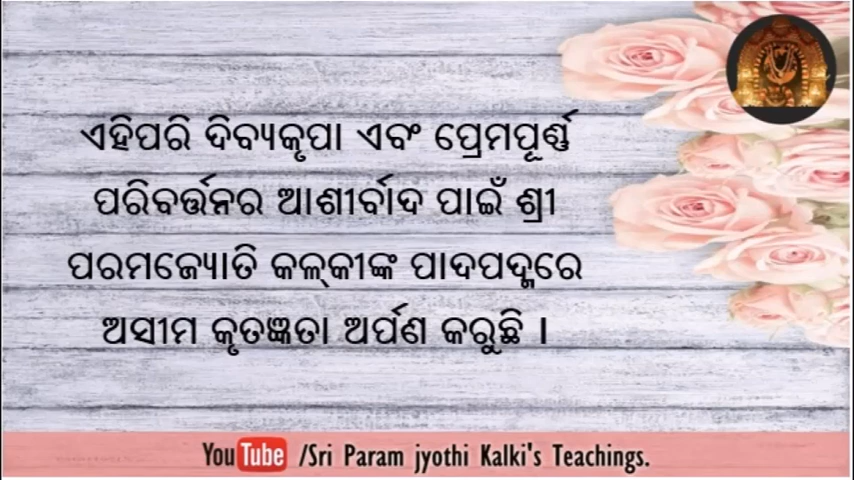 ଏହିପରି ଦିବ୍ୟକୃପା ଏବଂ ପ୍ରେମପୂର୍ଣ୍ଣ
ପରିବର୍ତ୍ତନର ଆଶୀର୍ବାଦ ପାଇଁ ଶ୍ରୀ
ପରମଜ୍ୟୋତି କଳ୍‌କୀଙ୍କ ପାଦପଦ୍ମରେ
ଅସୀମ କୃତଜ୍ଞତା ଅର୍ପଣ କରୁଛି ।
YouTube /Sri Param jyothi Kalki's Teachings.